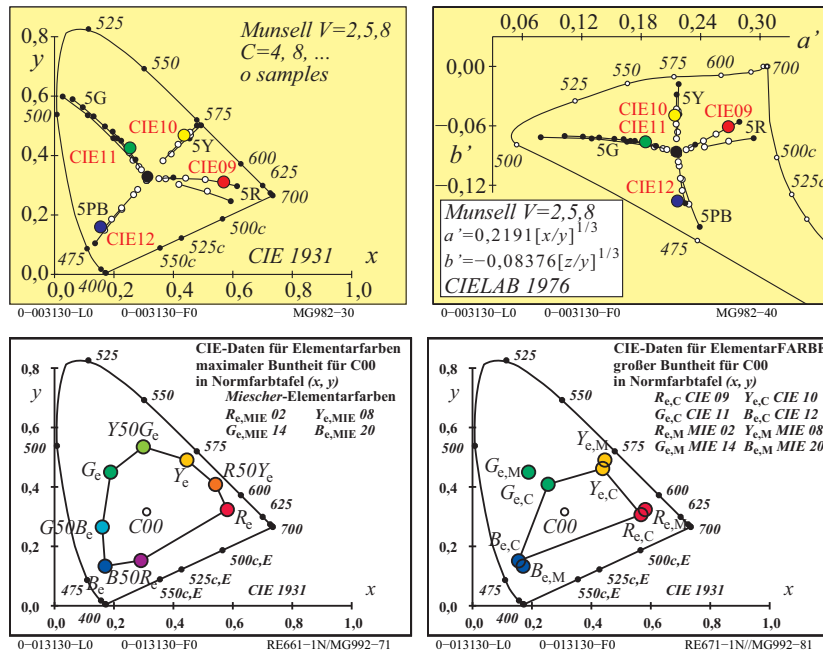 Munsell V=2,5,8
C=4, 8, ...
o samples
y
0,8
0,6
0,4
0,2
0,0
525
550
575
600
625
700
500
5G
CIE10
5Y
CIE11
CIE09
5R
5PB
CIE12
500c
525c
550c
475
400
CIE 1931
x
0,0 0,2 0,4 0,6 0,8 1,0
0-003130-L0 0-003130-F0 MG982-30
0,06 0,12 0,18 0,24 0,30
a'
0,00
-0,06
b'
-0,12
525
550
575
600
700
5Y
CIE10
CIE09
CIE11
5R
5G
500
500c
525c
CIE12
5PB
475
Munsell V=2,5,8
a'=0,2191[x/y]1/3
b'=-0,08376[z/y]1/3
CIELAB 1976
0-003130-L0 0-003130-F0 MG982-40
CIE-Daten für Elementarfarben
maximaler Buntheit für C00
in Normfarbtafel (x, y)
Miescher-Elementarfarben
Re,MIE 02 Ye,MIE 08
Ge,MIE 14 Be,MIE 20
y
0,8
0,6
0,4
0,2
0,0
525
550
575
600
625
700
500
Y50Ge
Ye
R50Ye
Ge
Re
G50Be
C00
Be
B50Re
500c,E
525c,E
550c,E
475
400
CIE 1931
x
0,0 0,2 0,4 0,6 0,8 1,0
0-013130-L0 0-013130-F0 RE661-1N/MG992-71
CIE-Daten für ElementarFARBE
großer Buntheit für C00
in Normfarbtafel (x, y)
Re,C CIE 09 Ye,C CIE 10
Ge,C CIE 11 Be,C CIE 12
Re,M MIE 02 Ye,M MIE 08
Ge,M MIE 14 Be,M MIE 20
y
0,8
0,6
0,4
0,2
0,0
525
550
575
600
625
700
500
Ye,M
Ge,M
Ye,C
Ge,C
Re,M
Re,C
C00
Be,C
Be,M
500c,E
525c,E
550c,E
475
400
CIE 1931
x
0,0 0,2 0,4 0,6 0,8 1,0
0-013130-L0 0-013130-F0 RE671-1N//MG992-81